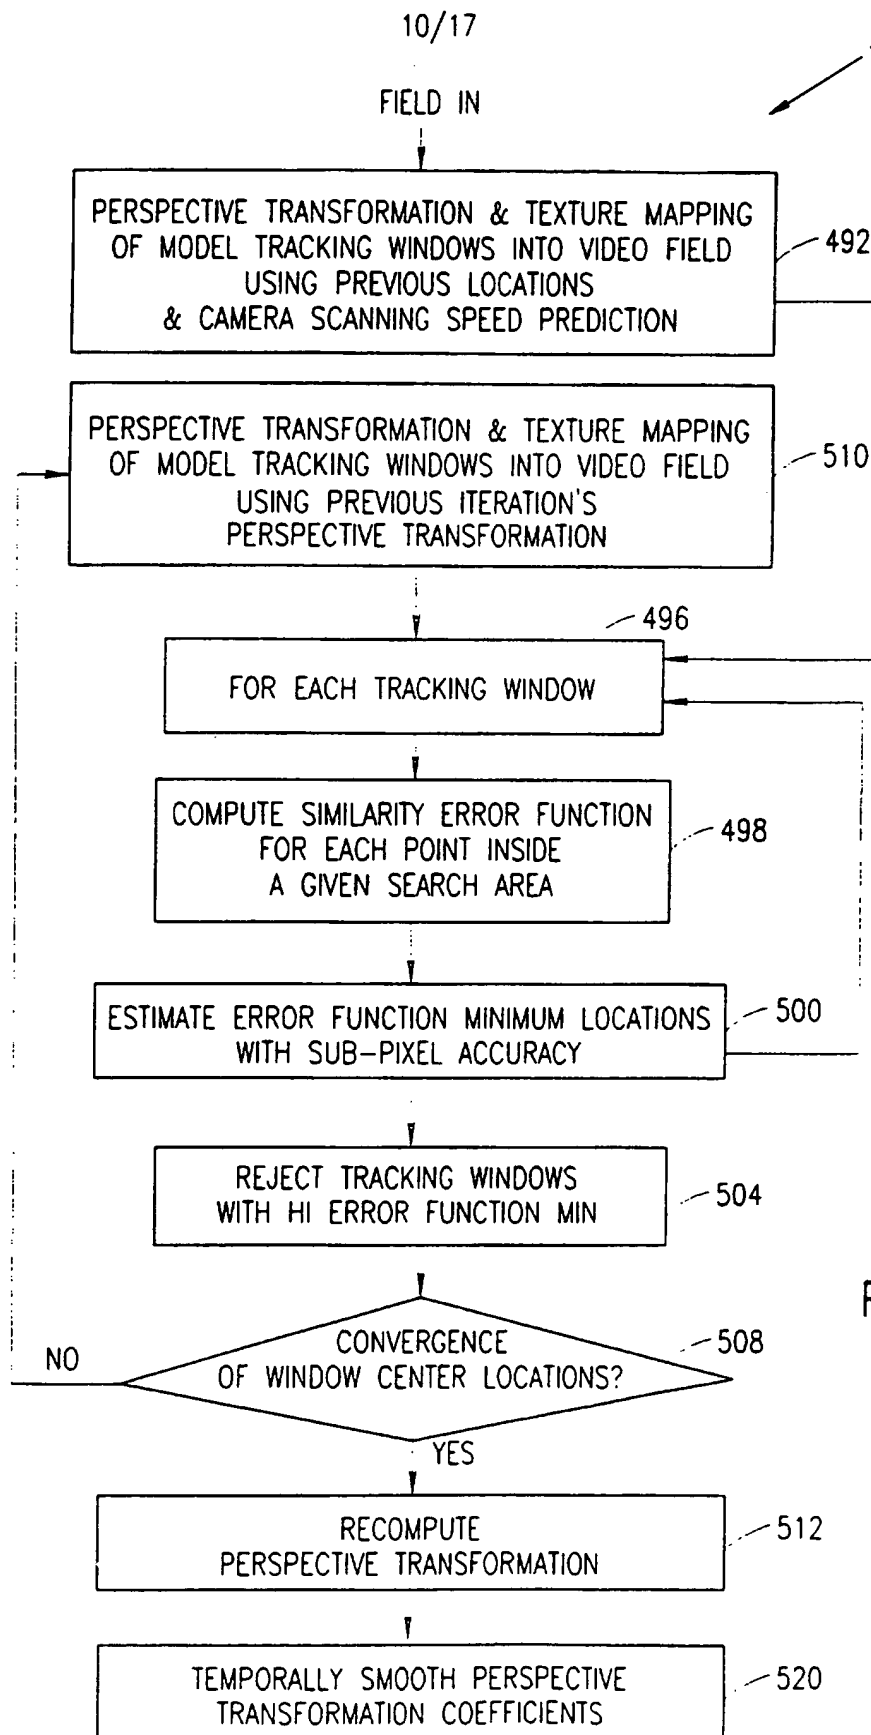 10/17
FIELD IN
PERSPECTIVE TRANSFORMATION & TEXTURE MAPPING
OF MODEL TRACKING WINDOWS INTO VIDEO FIELD
USING PREVIOUS LOCATIONS
& CAMERA SCANNING SPEED PREDICTION
492
PERSPECTIVE TRANSFORMATION & TEXTURE MAPPING
OF MODEL TRACKING WINDOWS INTO VIDEO FIELD
USING PREVIOUS ITERATION'S
PERSPECTIVE TRANSFORMATION
510
496
FOR EACH TRACKING WINDOW
COMPUTE SIMILARITY ERROR FUNCTION
FOR EACH POINT INSIDE
A GIVEN SEARCH AREA
498
ESTIMATE ERROR FUNCTION MINIMUM LOCATIONS
WITH SUB-PIXEL ACCURACY
500
REJECT TRACKING WINDOWS
WITH HI ERROR FUNCTION MIN
504
CONVERGENCE
OF WINDOW CENTER LOCATIONS?
508
NO
YES
RECOMPUTE
PERSPECTIVE TRANSFORMATION
512
TEMPORALLY SMOOTH PERSPECTIVE
TRANSFORMATION COEFFICIENTS
520